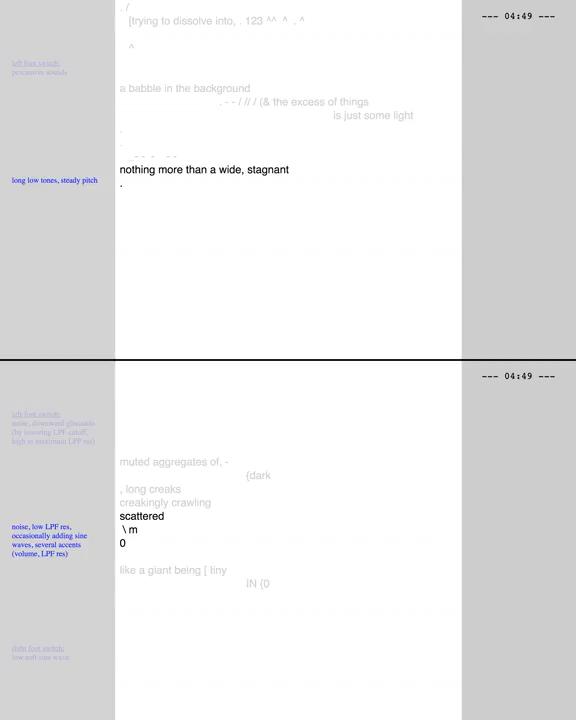 . /
[trying to dissolve into, . 123 ^^ ^ . ^
--- 04:49
^
left foot switch:
percussive sounds
a babble in the background
. - - / // / (& the excess of things
is just some light
.
.
_ - - - - -
nothing more than a wide, stagnant
long low tones, steady pitch
.
--- 04:49
left foot switch:
noise, downward glissando
(by lowering LPF cutoff,
high to maximum LPF res)
muted aggregates of, -
{dark
, long creaks
creakingly crawling
scattered
noise, low LPF res,
occasionally adding sine
waves, several accents
(volume, LPF res)
\ m
0
like a giant being [ tiny
IN {0
right foot switch:
low soft sine wave